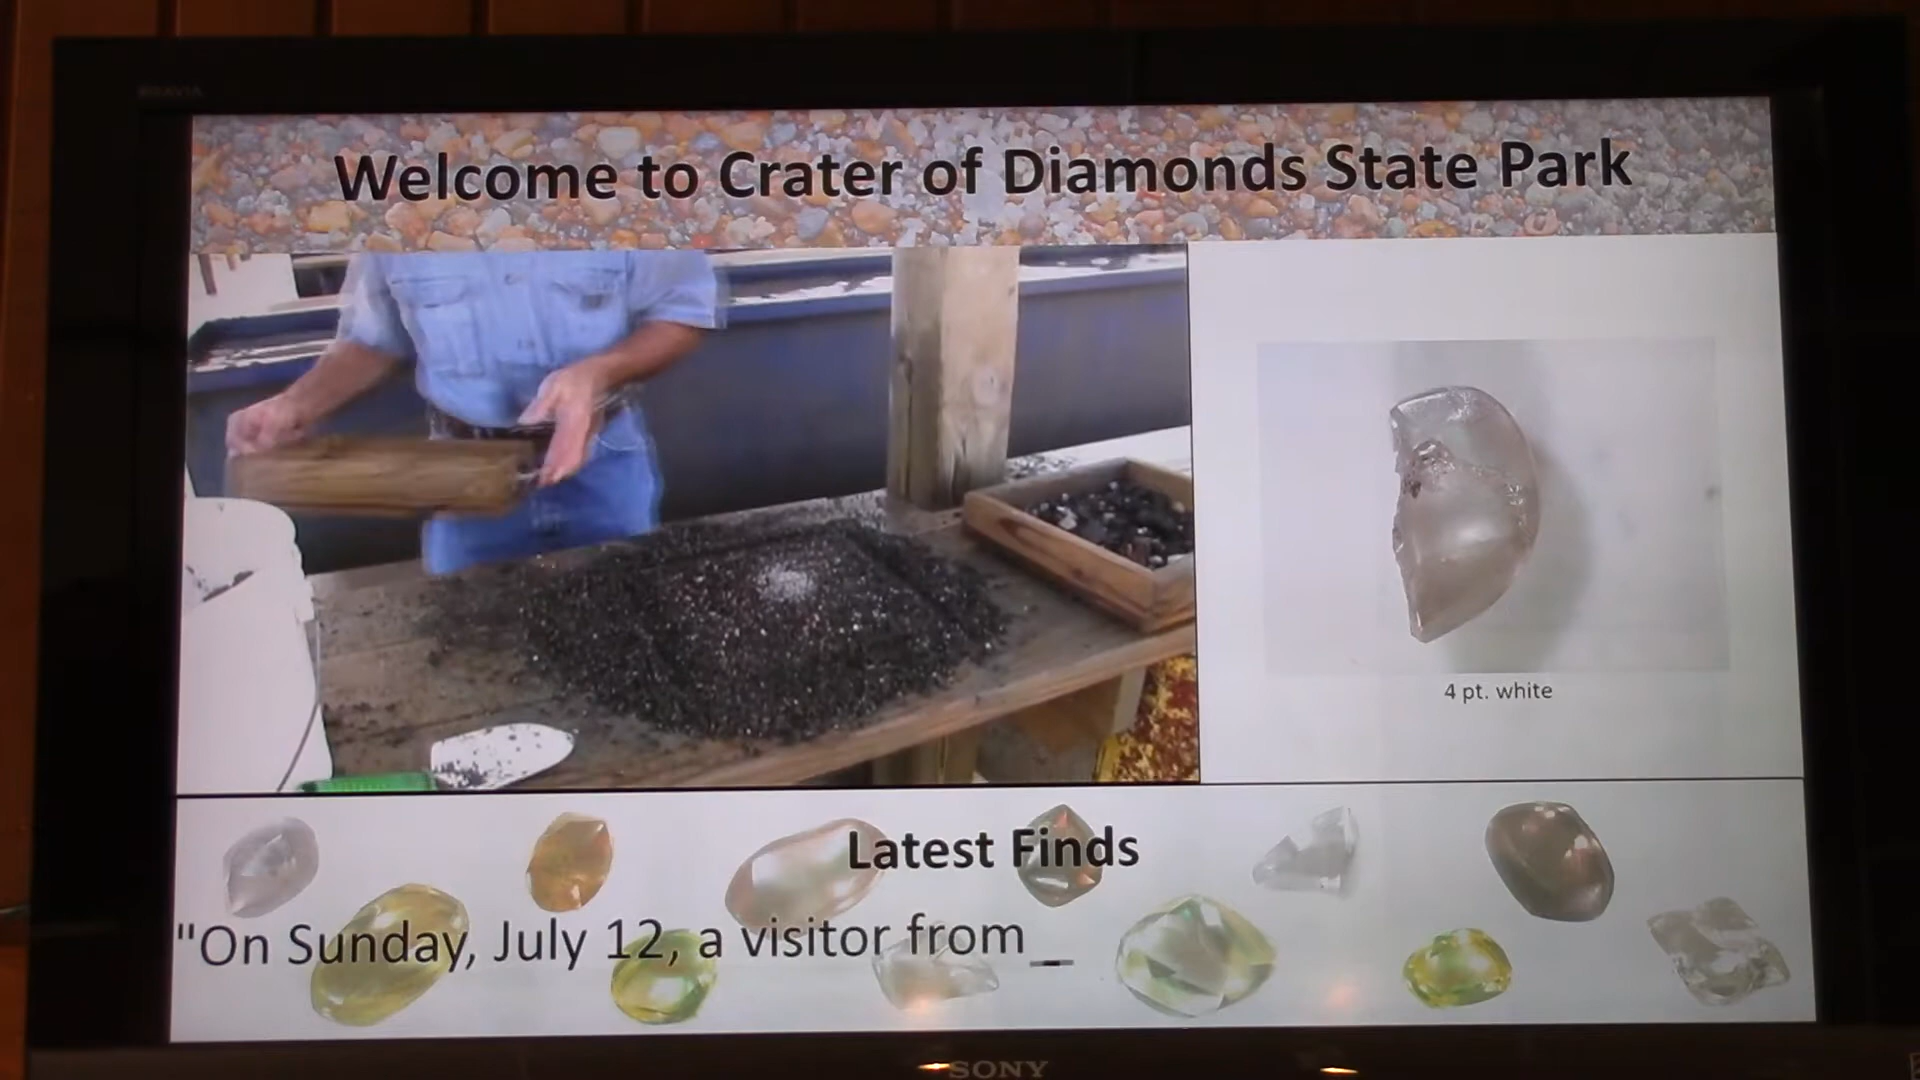 BRAVIA
Welcome to Crater of Diamonds State Park
4 pt. white
Latest Finds
"On Sunday, July 12, a visitor from _
SONY